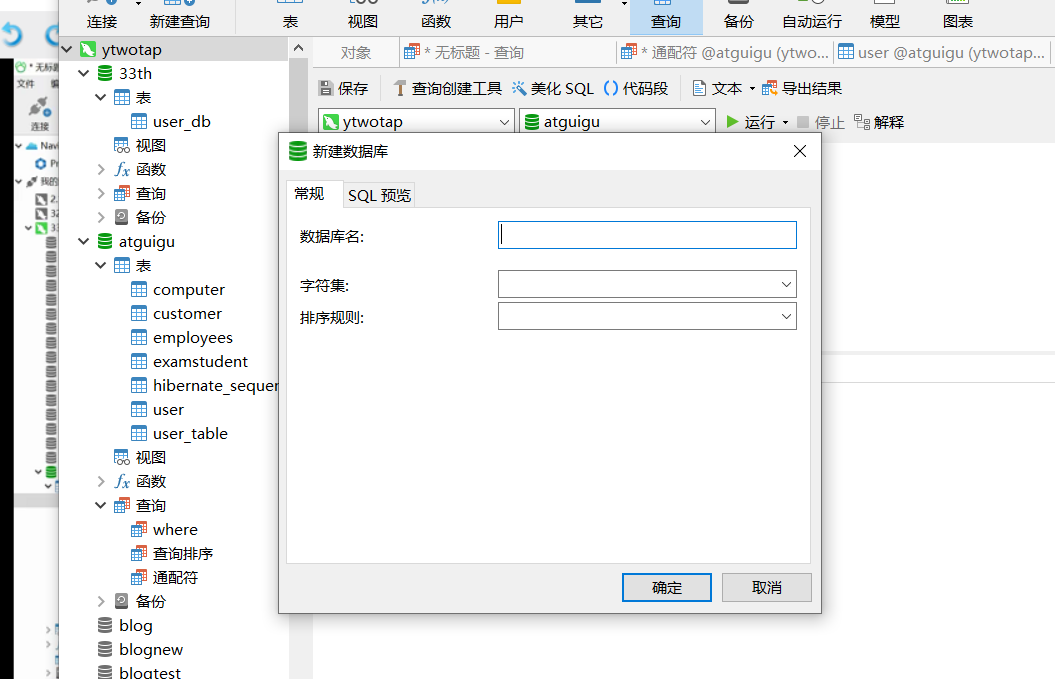 连接 新建查询 表 视图 函数 用户 其它 查询 备份 自动运行 模型 图表
ytwotap
33th
表
user_db
视图
函数
查询
备份
atguigu
表
computer
customer
employees
examstudent
hibernate_sequer
user
user_table
视图
函数
查询
where
查询排序
通配符
备份
blog
blognew
blogtest
对象 * 无标题 - 查询 * 通配符 @atguigu (ytwo... user @atguigu (ytwotap...
保存 查询创建工具 美化 SQL () 代码段 文本 导出结果
ytwotap atguigu 运行 停止 解释
新建数据库
常规 SQL 预览
数据库名:
字符集:
排序规则:
确定 取消
* 无标题
文件
连接
Navi
我的